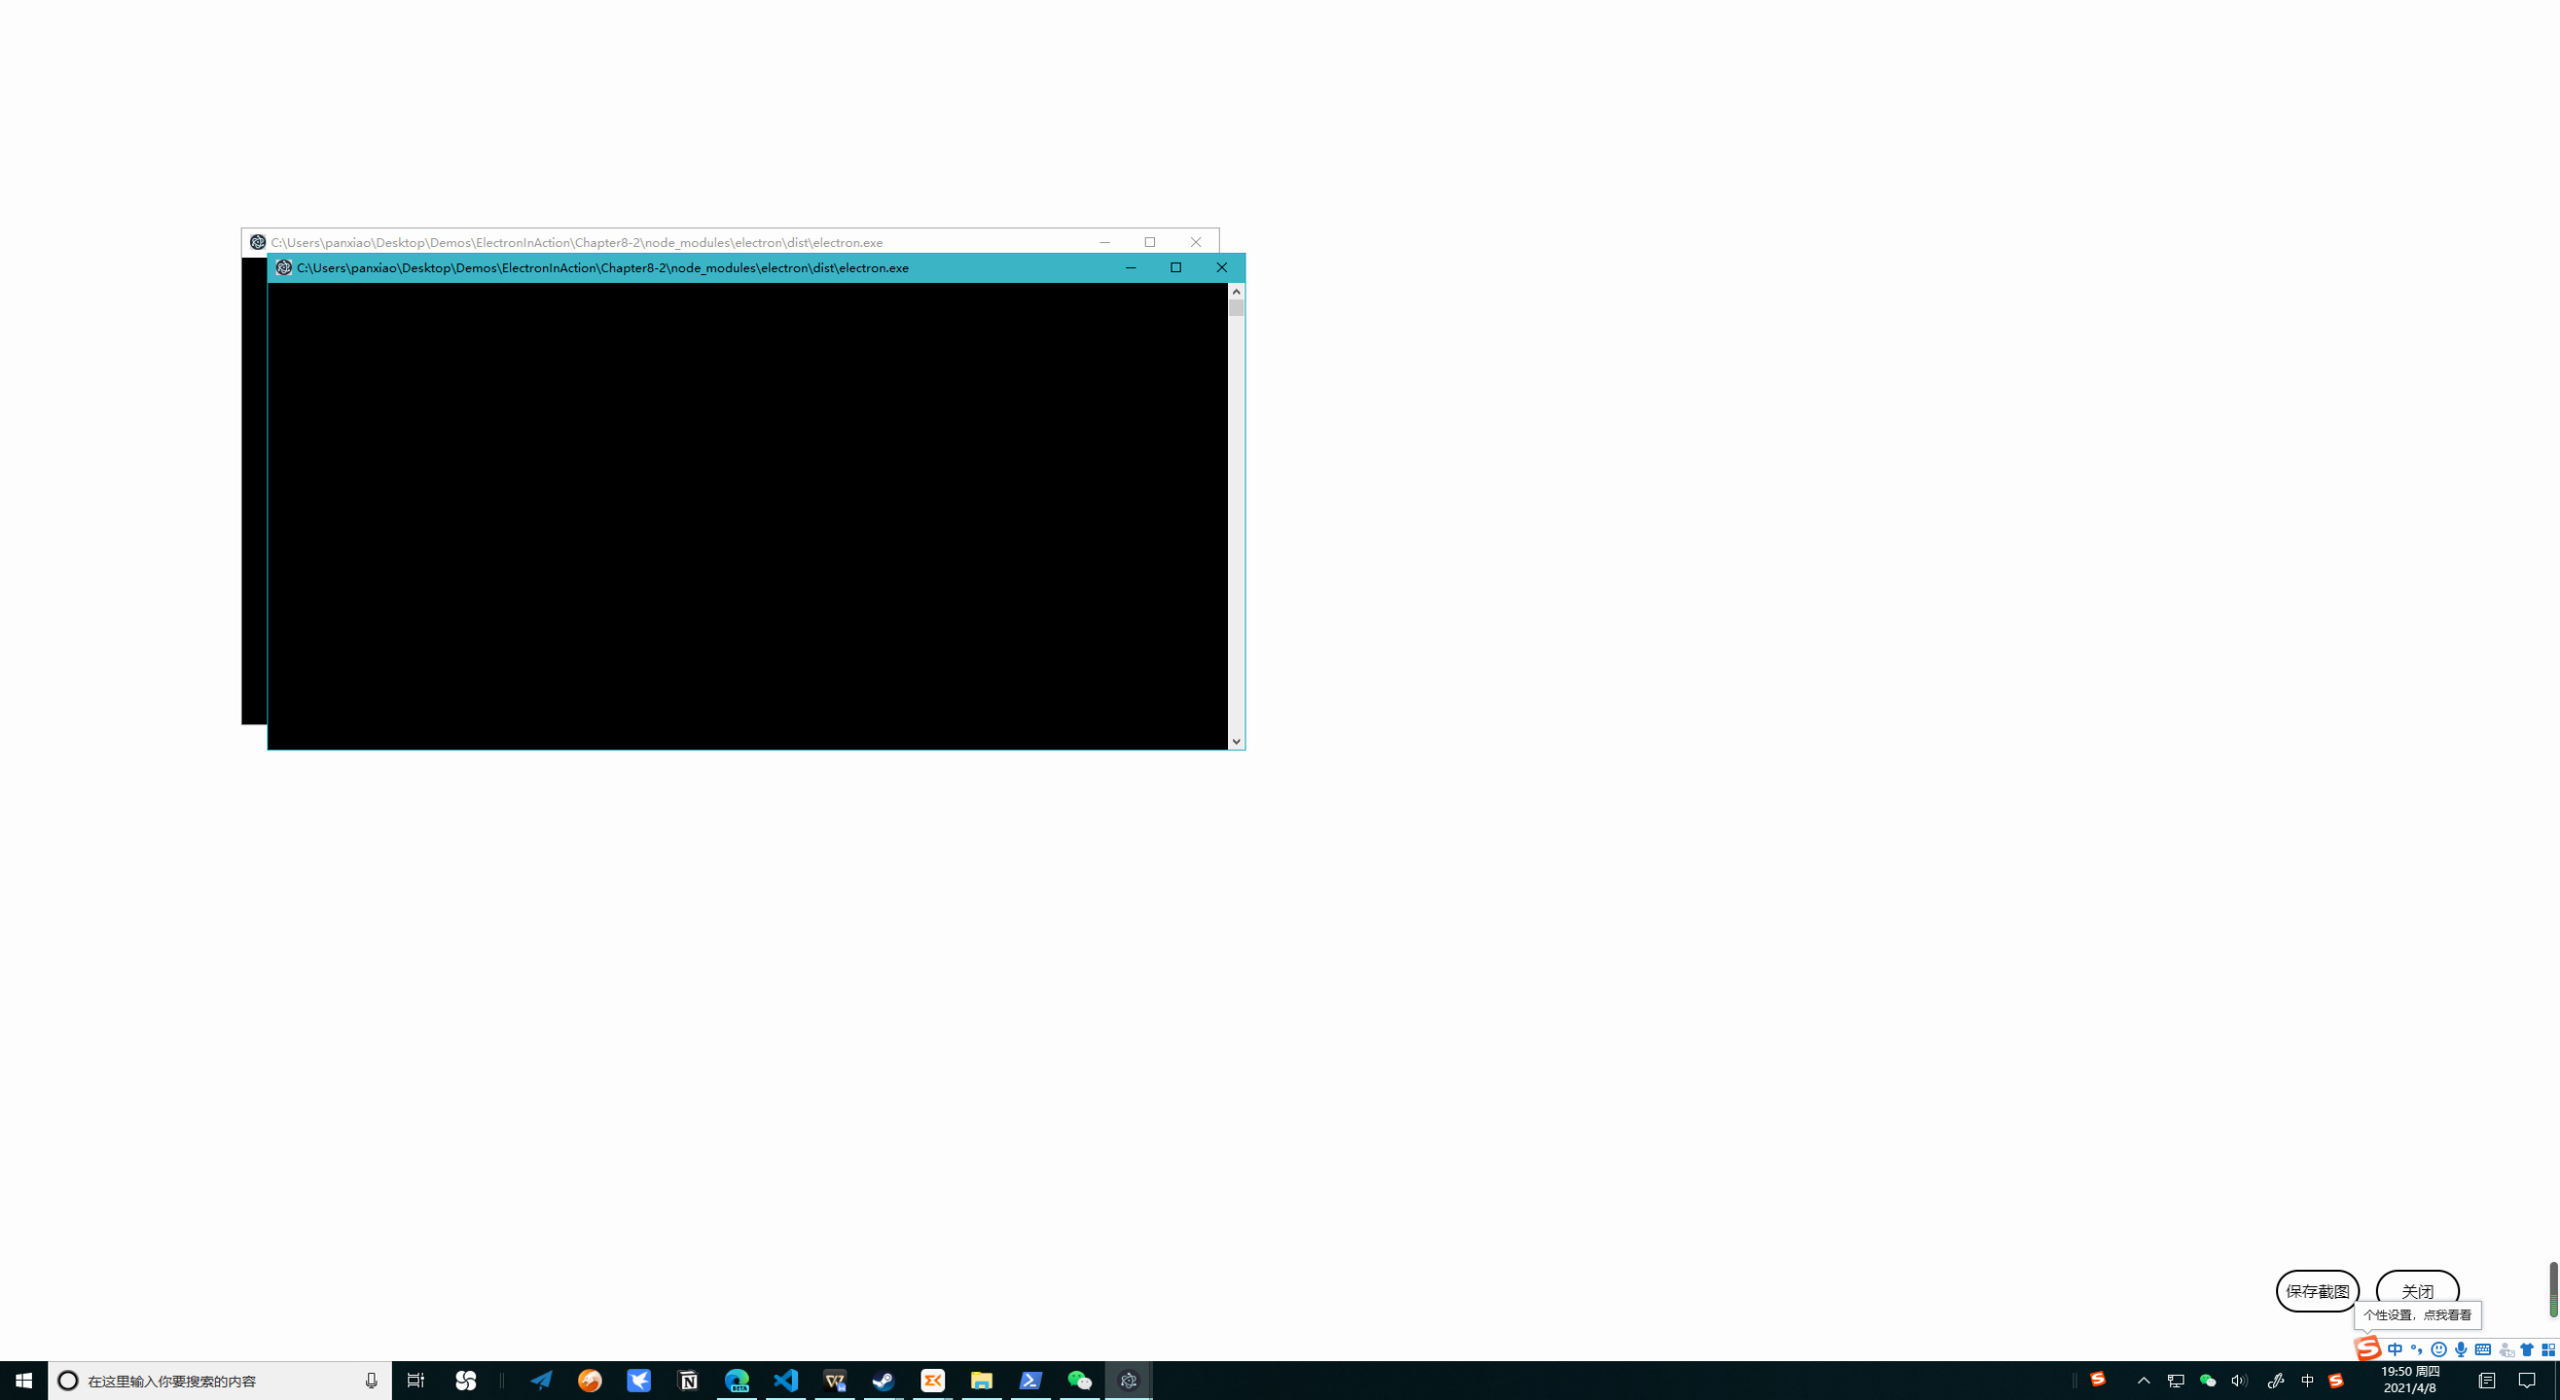 C:\Users\panxiao\Desktop\Demos\ElectronInAction\Chapter8-2\node_modules\electron\dist\electron.exe
C:\Users\panxiao\Desktop\Demos\ElectronInAction\Chapter8-2\node_modules\electron\dist\electron.exe
保存截图 关闭
个性设置，点我看看
中
在这里输入你要搜索的内容
中
19:50 周四
2021/4/8